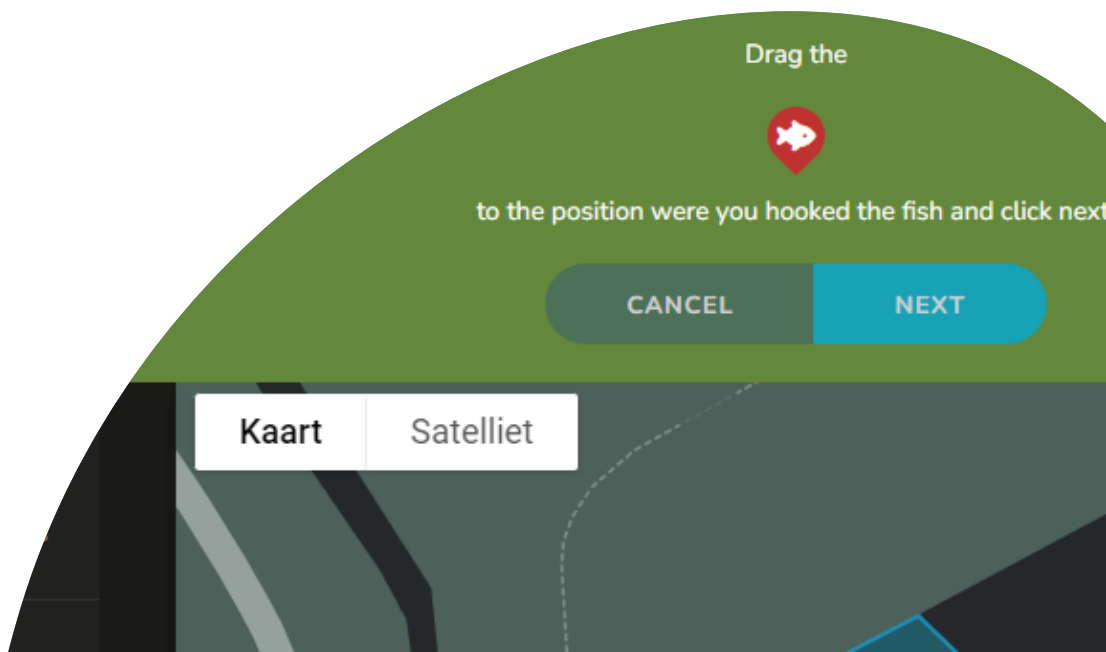 Drag the
to the position were you hooked the fish and click next
CANCEL NEXT
Kaart Satelliet